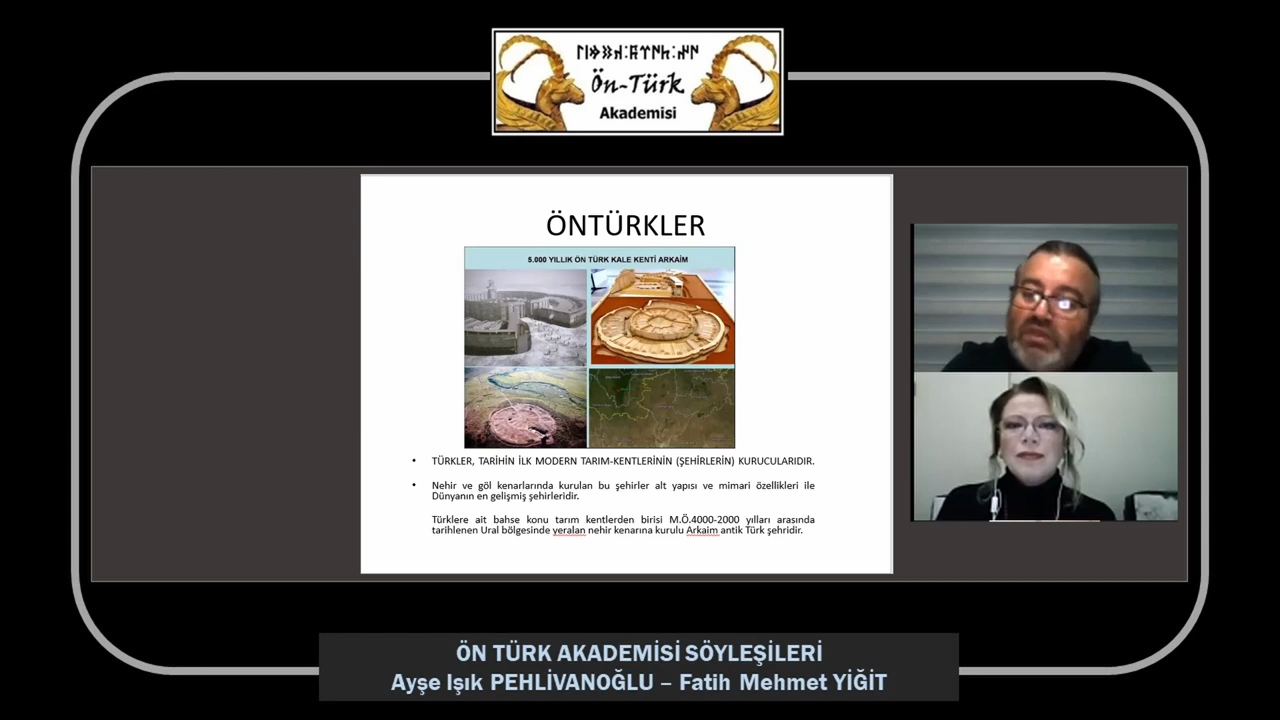 Ön-Türk
Akademisi
ÖNTÜRKLER
5.000 YILLIK ÖN TÜRK KALE KENTİ ARKAİM
• TÜRKLER, TARİHİN İLK MODERN TARIM-KENTLERİNİN (ŞEHİRLERİN) KURUCULARIDIR.
• Nehir ve göl kenarlarında kurulan bu şehirler alt yapısı ve mimari özellikleri ile
Dünyanın en gelişmiş şehirleridir.
Türklere ait bahse konu tarım kentlerden birisi M.Ö.4000-2000 yılları arasında
tarihlenen Ural bölgesinde yeralan nehir kenarına kurulu Arkaim antik Türk şehridir.
ÖN TÜRK AKADEMİSİ SÖYLEŞİLERİ
Ayşe Işık PEHLİVANOĞLU – Fatih Mehmet YİĞİT